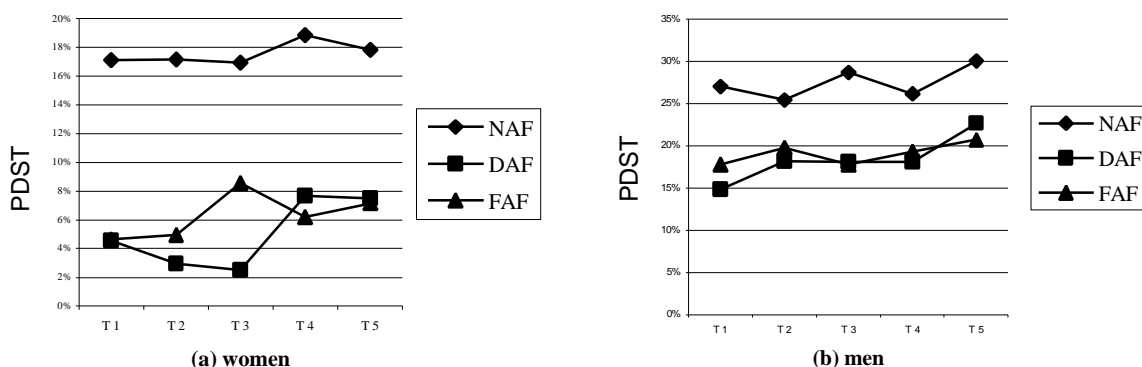 20%
18%
16%
14%
12%
10%
8%
6%
4%
2%
0%
PDST
T 1 T 2 T 3 T 4 T 5
NAF
DAF
FAF
(a) women
35%
30%
25%
20%
15%
10%
5%
0%
PDST
T 1 T 2 T 3 T 4 T 5
NAF
DAF
FAF
(b) men